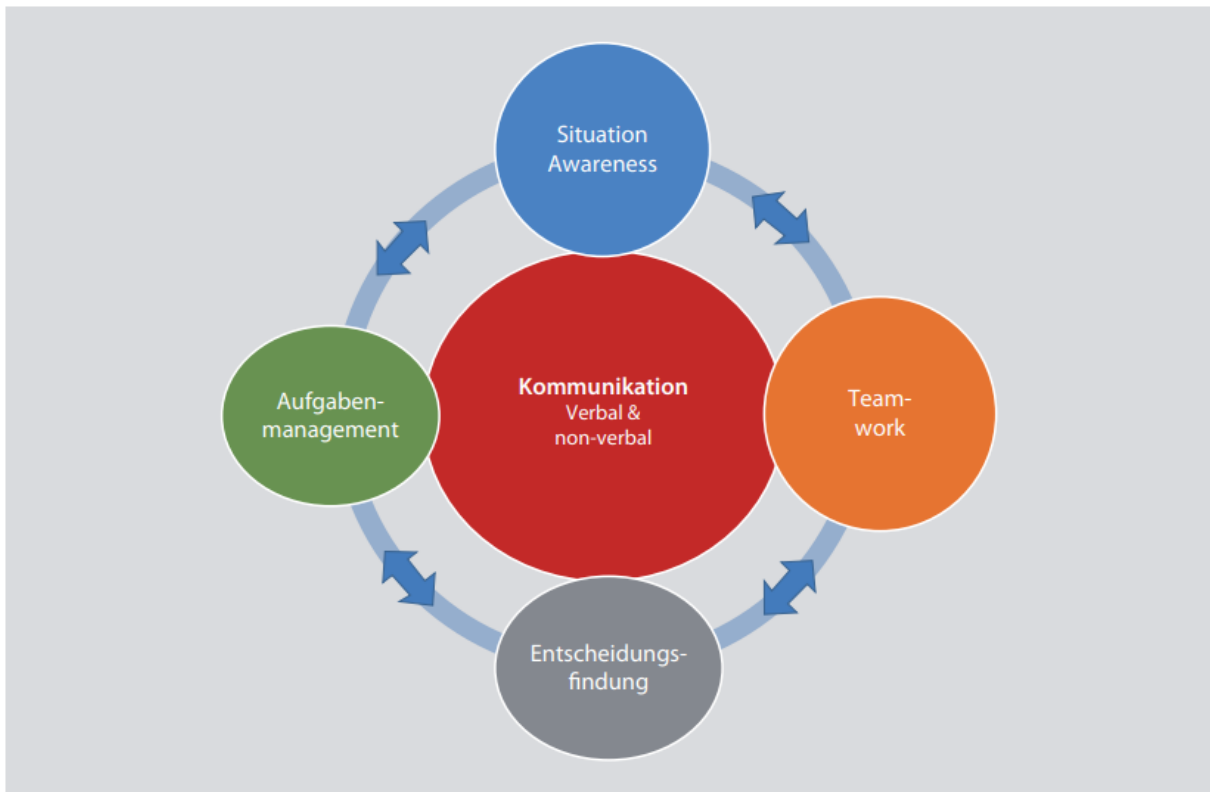 Situation
Awareness
Aufgaben-
management
Kommunikation
Verbal &
non-verbal
Team-
work
Entscheidungs-
findung